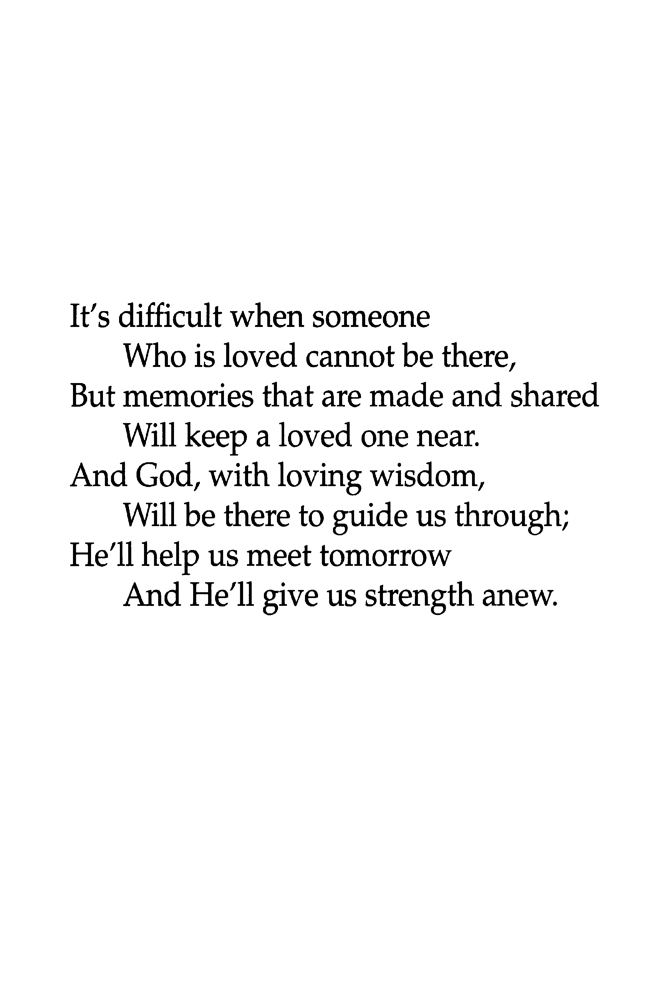 It's difficult when someone
Who is loved cannot be there,
But memories that are made and shared
Will keep a loved one near.
And God, with loving wisdom,
Will be there to guide us through;
He'll help us meet tomorrow
And He'll give us strength anew.